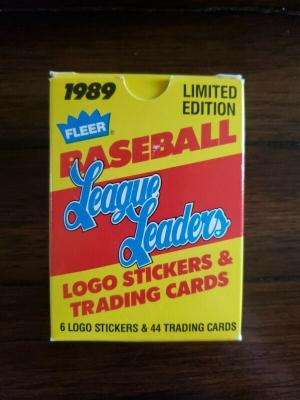 1989
LIMITED
EDITION
FLEER®
BASEBALL
League
Leaders
LOGO STICKERS &
TRADING CARDS
6 LOGO STICKERS & 44 TRADING CARDS